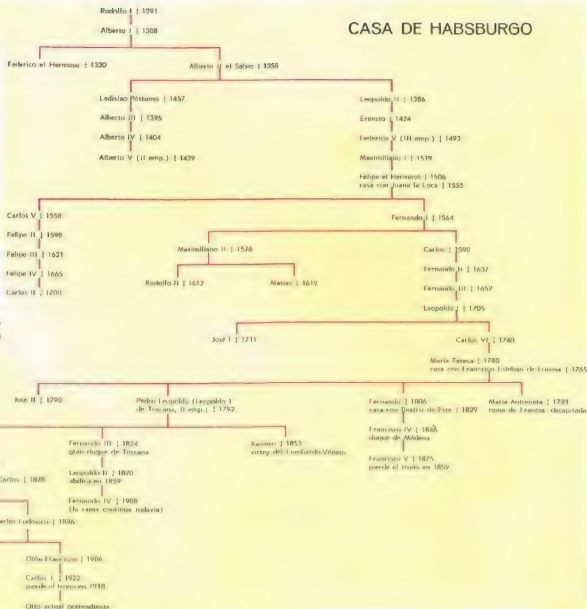 CASA DE HABSBURGO
Rodolfo I † 1291
Alberto I † 1308
Federico el Hermoso † 1330
Alberto II el Sabio † 1358
Ladislao Póstumo † 1457
Leopoldo II † 1386
Alberto III † 1395
Ernesto † 1424
Alberto IV † 1404
Federico V (III emp.) † 1493
Alberto V (II emp.) † 1439
Maximiliano I † 1519
Felipe el Hermoso † 1506
casa con Juana la Loca † 1555
Carlos V † 1558
Fernando I † 1564
Felipe II † 1598
Maximiliano II † 1576
Carlos † 1590
Felipe III † 1621
Fernando II † 1637
Felipe IV † 1665
Rodolfo II † 1612
Matías † 1619
Fernando III † 1657
Carlos II † 1700
Leopoldo I † 1705
José I † 1711
Carlos VI † 1740
María Teresa † 1780
casa con Francisco Esteban de Lorena † 1765
José II † 1790
Pedro Leopoldo (Leopoldo I
de Toscana, II emp.) † 1792
Fernando † 1806
casa con Beatriz de Este † 1829
María Antonieta † 1793
reina de Francia: decapitada
Francisco IV † 1846
duque de Módena
Fernando III † 1824
gran duque de Toscana
Raniero † 1853
virrey del Lombardo Véneto
Francisco V † 1875
pierde el trono en 1859
Carlos † 1878
Leopoldo II † 1870
abdica en 1859
Fernando IV † 1908
(la rama continúa todavía)
arlos Ludovico † 1896
Otón Francisco † 1906
Carlos I † 1922
pierde el trono en 1918
Otto actual pretendiente